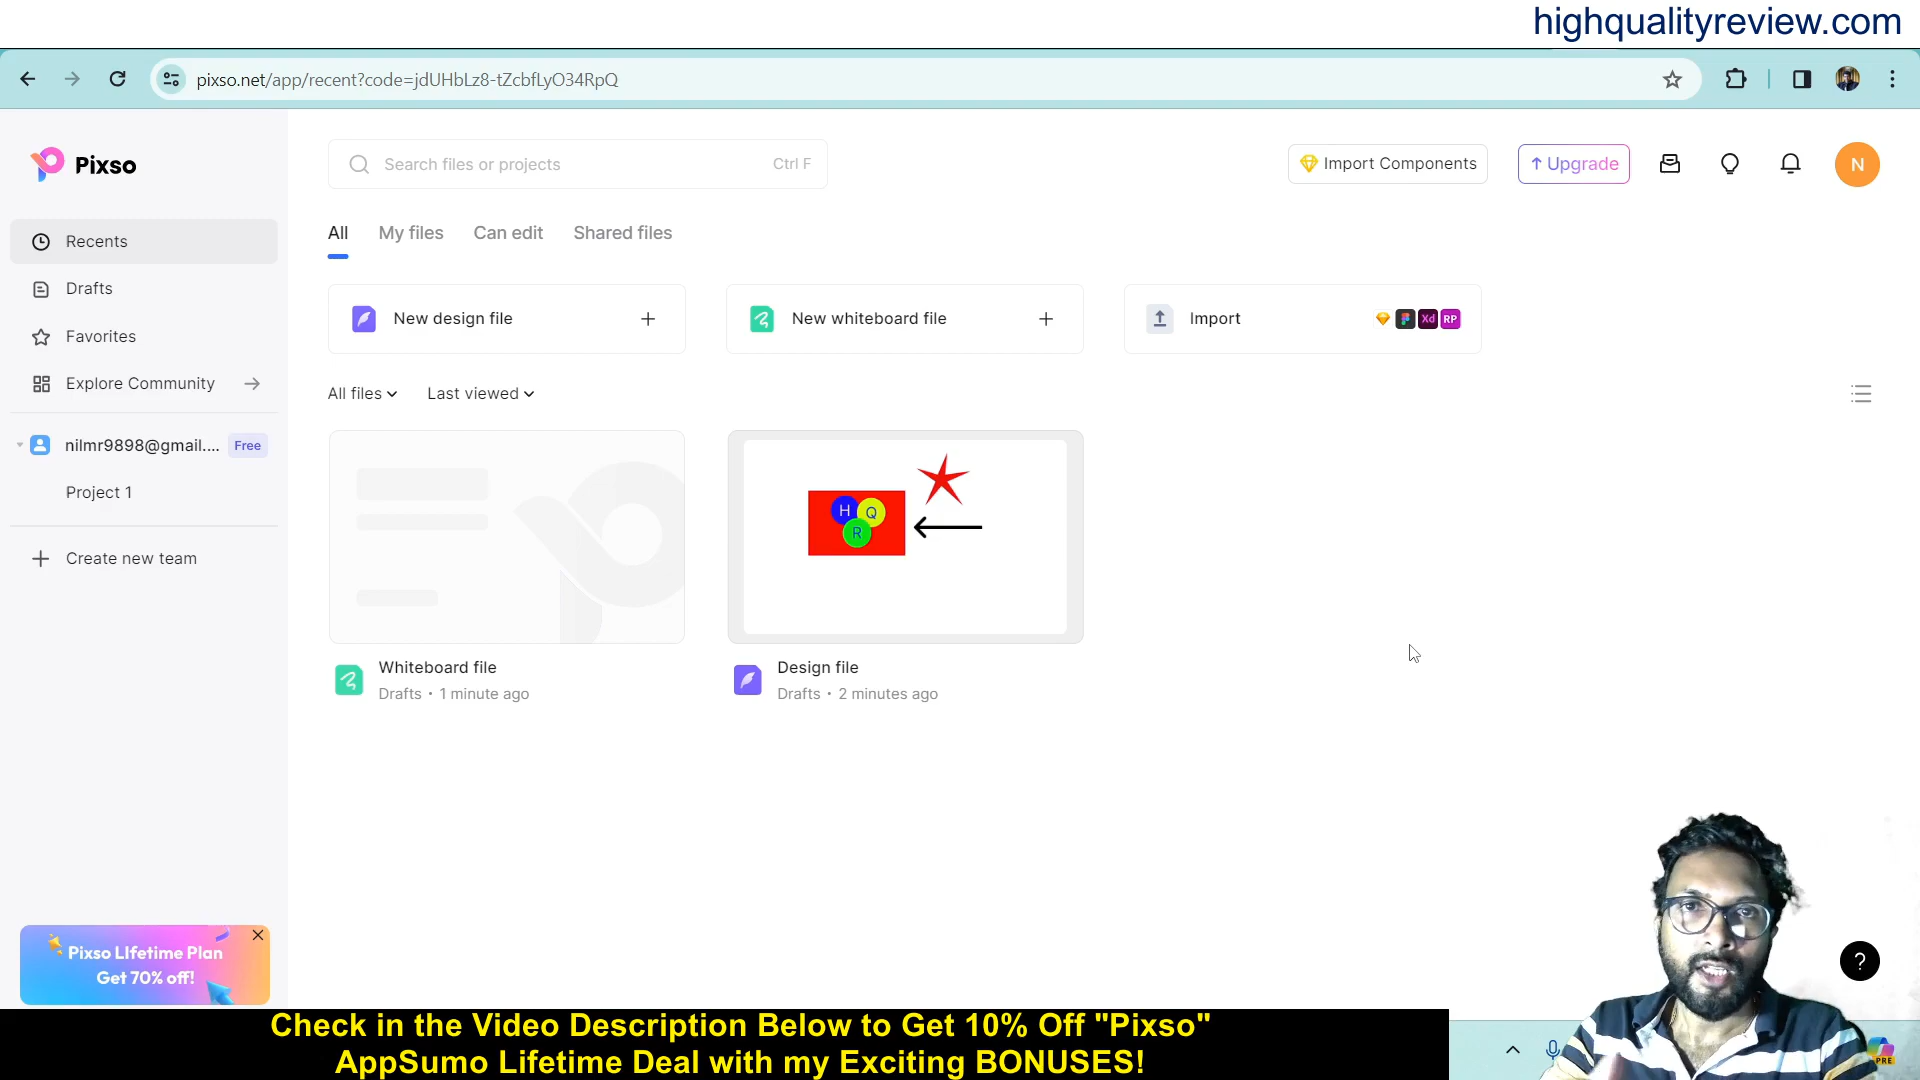 highqualityreview.com
pixso.net/app/recent?code=jdUHbLz8-tZcbfLyO34RpQ
Pixso
Search files or projects Ctrl F
Import Components
Upgrade
N
Recents
All My files Can edit Shared files
Drafts
New design file
New whiteboard file
Import
Xd RP
Favorites
Explore Community
All files Last viewed
nilmr9898@gmail.... Free
Project 1
H Q
R
Create new team
Whiteboard file
Drafts • 1 minute ago
Design file
Drafts • 2 minutes ago
Pixso LIfetime Plan
Get 70% off!
?
Check in the Video Description Below to Get 10% Off "Pixso"
AppSumo Lifetime Deal with my Exciting BONUSES!
PRE